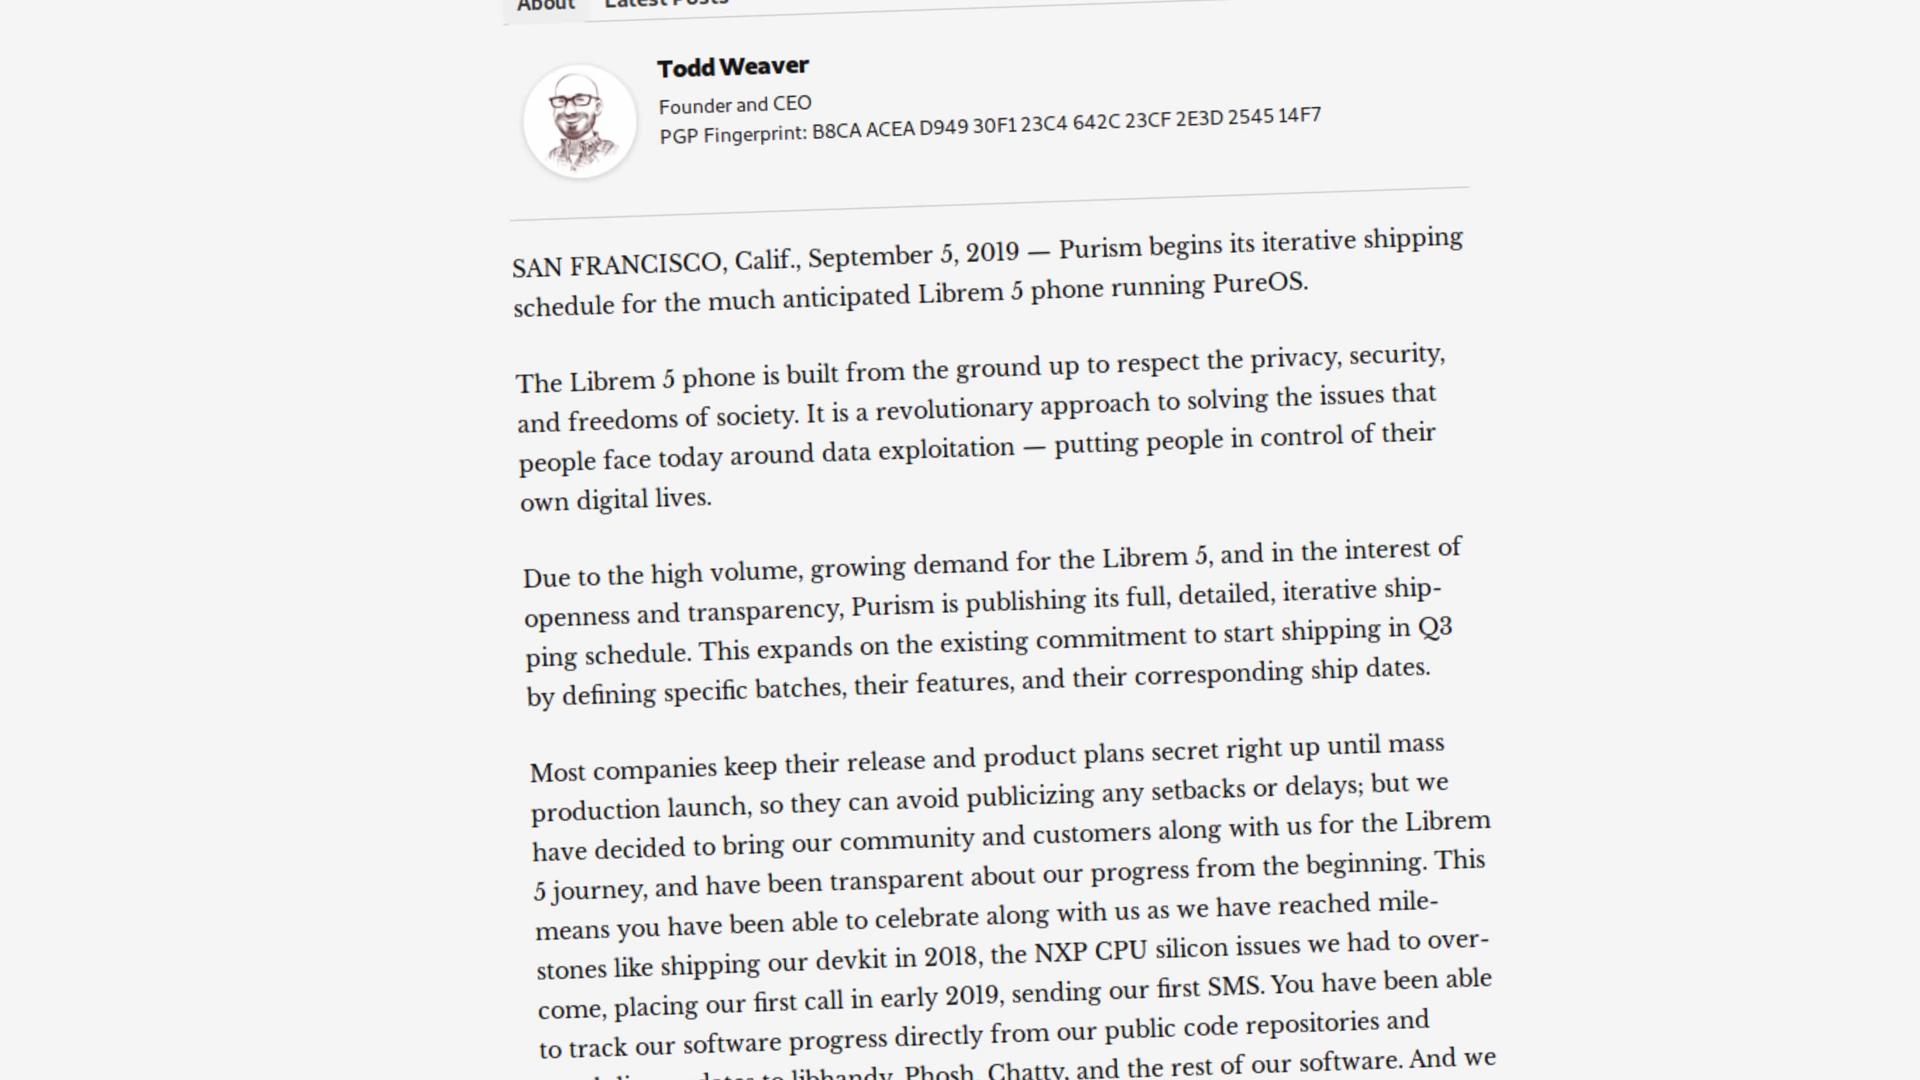 About Latest Posts
Todd Weaver
Founder and CEO
PGP Fingerprint: B8CA ACEA D949 30F1 23C4 642C 23CF 2E3D 2545 14F7
SAN FRANCISCO, Calif., September 5, 2019 — Purism begins its iterative shipping
schedule for the much anticipated Librem 5 phone running PureOS.
The Librem 5 phone is built from the ground up to respect the privacy, security,
and freedoms of society. It is a revolutionary approach to solving the issues that
people face today around data exploitation — putting people in control of their
own digital lives.
Due to the high volume, growing demand for the Librem 5, and in the interest of
openness and transparency, Purism is publishing its full, detailed, iterative ship-
ping schedule. This expands on the existing commitment to start shipping in Q3
by defining specific batches, their features, and their corresponding ship dates.
Most companies keep their release and product plans secret right up until mass
production launch, so they can avoid publicizing any setbacks or delays; but we
have decided to bring our community and customers along with us for the Librem
5 journey, and have been transparent about our progress from the beginning. This
means you have been able to celebrate along with us as we have reached mile-
stones like shipping our devkit in 2018, the NXP CPU silicon issues we had to over-
come, placing our first call in early 2019, sending our first SMS. You have been able
to track our software progress directly from our public code repositories and
to libhandy, Phosh, Chatty, and the rest of our software. And we